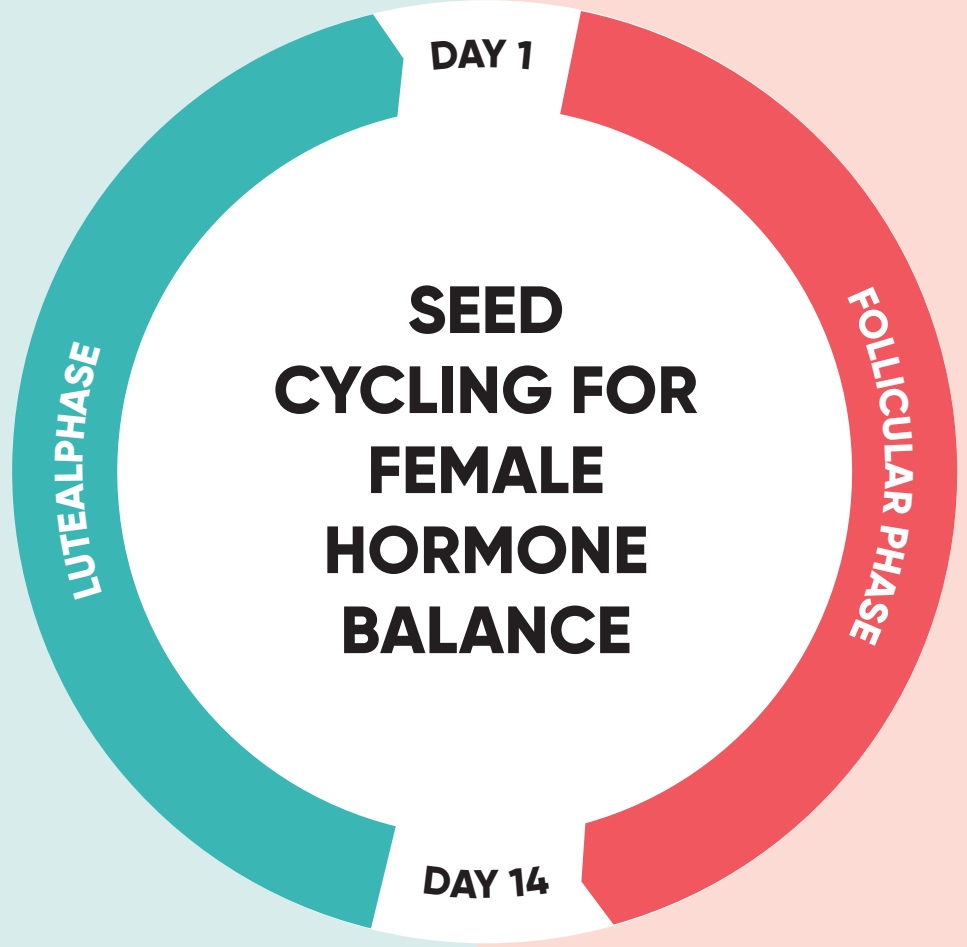 DAY 1
SEED
CYCLING FOR
FEMALE
HORMONE
BALANCE
FOLLICULAR PHASE
DAY 14
LUTEALPHASE